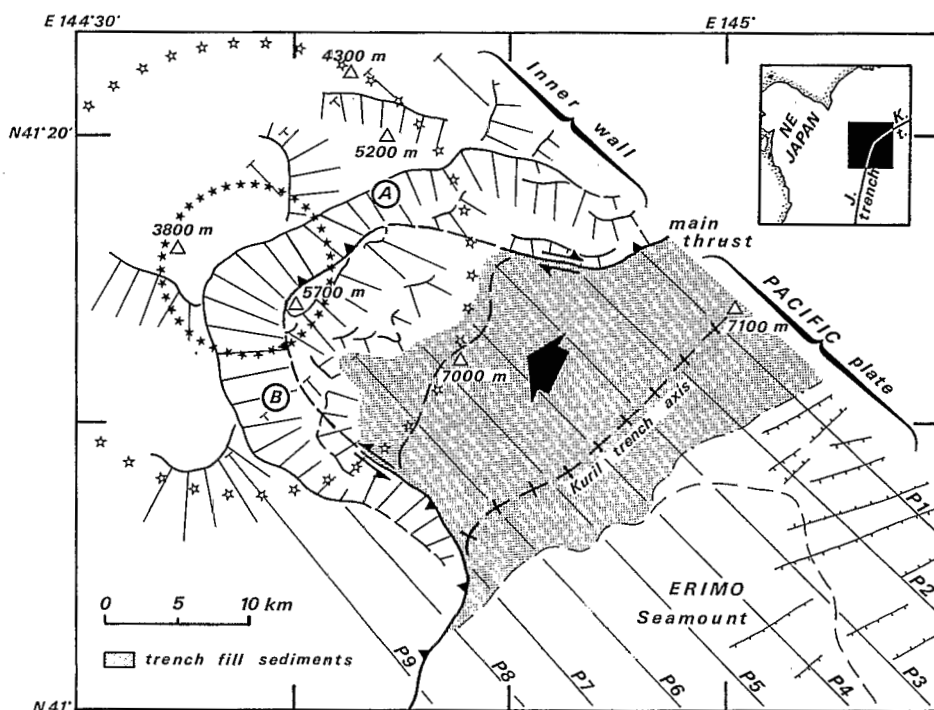 E 144°30'
E 145°
4300 m
Inner wall
N41°20'
5200 m
NE JAPAN
K. t.
J. trench
A
main thrust
3800 m
5700 m
PACIFIC plate
7100 m
7000 m
B
Kuril trench axis
P1
P2
ERIMO
Seamount
0 5 10 km
trench fill sediments
P9
P8
P7
P6
P5
P4
P3
N41°